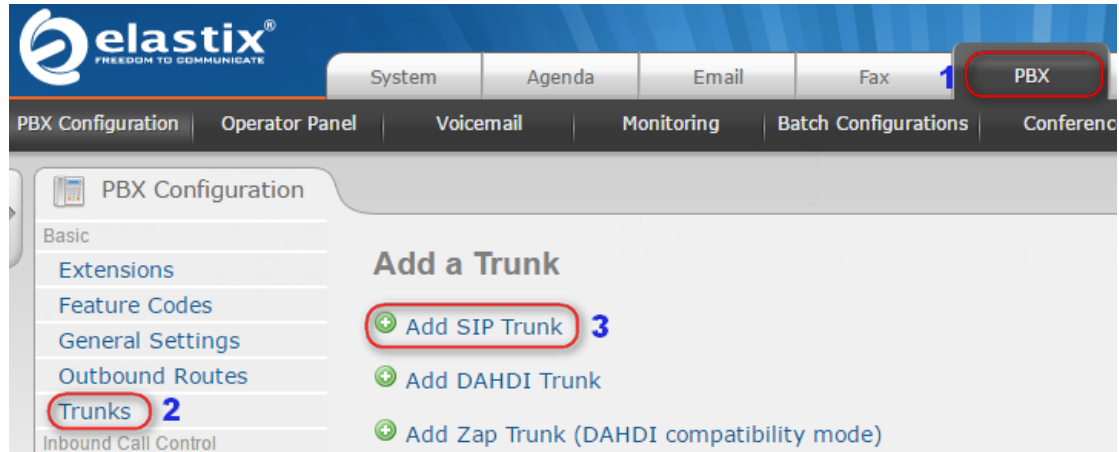 elastix®
FREEDOM TO COMMUNICATE
System Agenda Email Fax 1 PBX
PBX Configuration Operator Panel Voicemail Monitoring Batch Configurations Conferenc
PBX Configuration
Basic
Extensions
Feature Codes
General Settings
Outbound Routes
Trunks 2
Inbound Call Control
Add a Trunk
Add SIP Trunk 3
Add DAHDI Trunk
Add Zap Trunk (DAHDI compatibility mode)